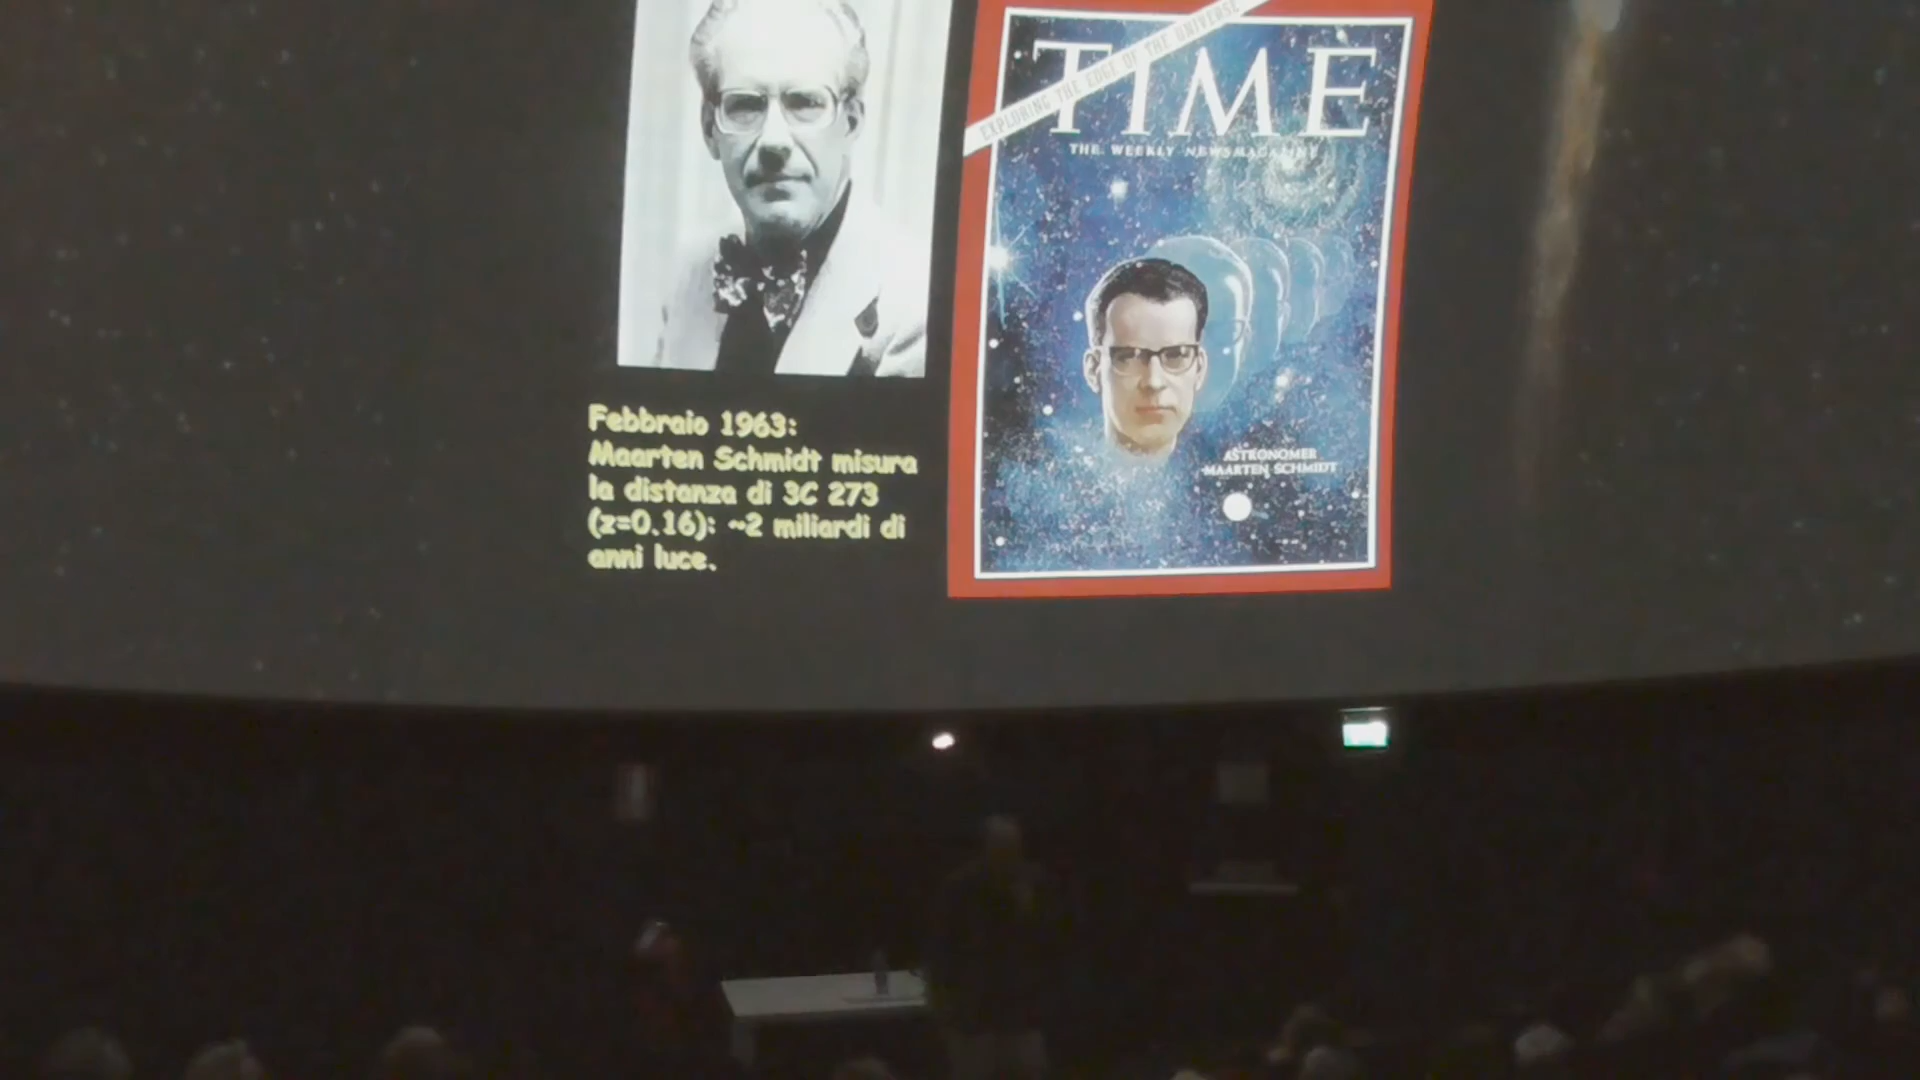 Febbraio 1963:
Maarten Schmidt misura
la distanza di 3C 273
(z=0.16): ~2 miliardi di
anni luce.
EXPLORING THE EDGE OF THE UNIVERSE
TIME
THE WEEKLY NEWSMAGAZINE
ASTRONOMER
MAARTEN SCHMIDT